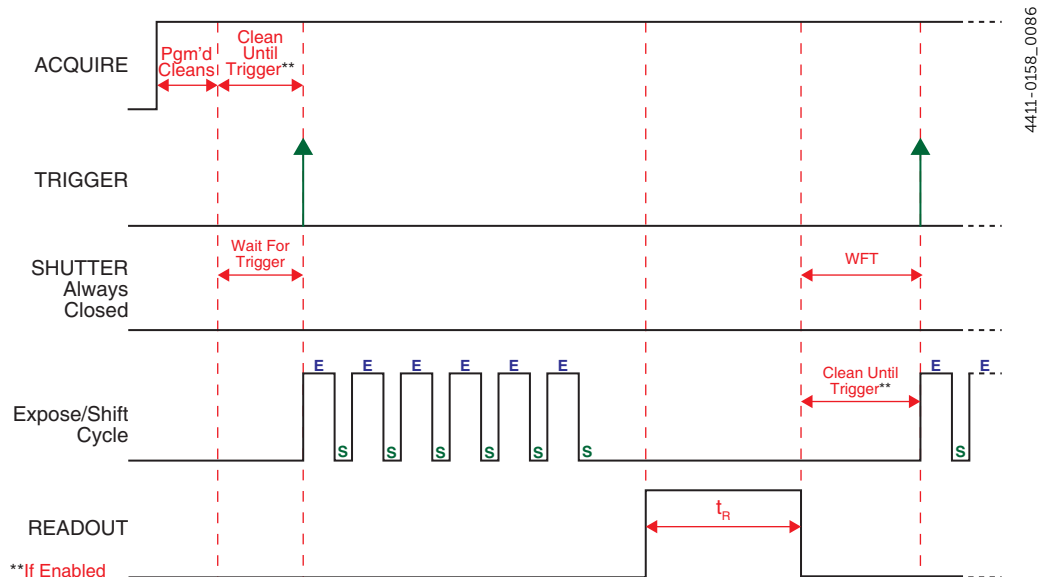 4411-0158_0086
ACQUIRE
Pgm'd
Cleans
Clean
Until
Trigger**
TRIGGER
SHUTTER
Always
Closed
Wait For
Trigger
WFT
Expose/Shift
Cycle
E E E E E E
S S S S S S
Clean Until
Trigger**
E E
S
READOUT
tR
**If Enabled